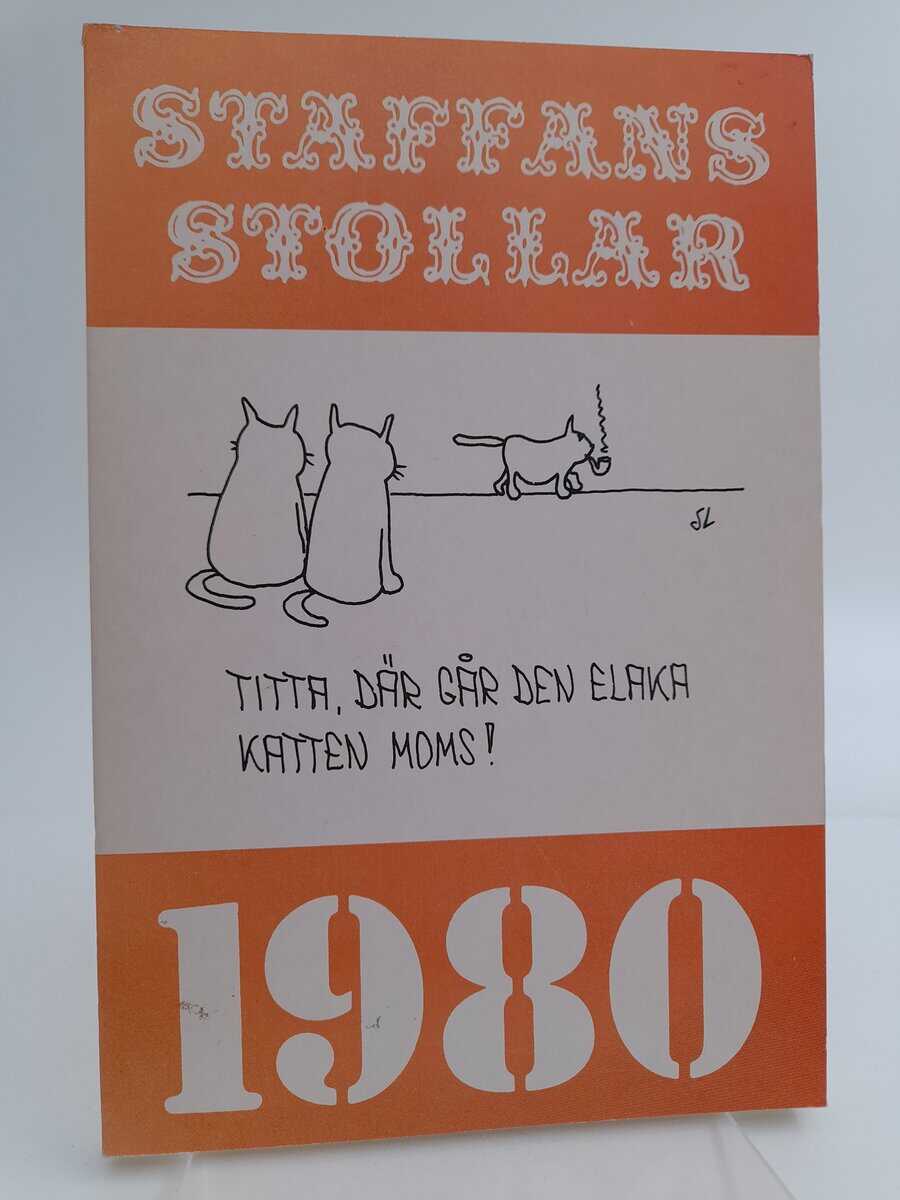 STAFFANS
STOLLAR
SL
TITTA, DÄR GÅR DEN ELAKA
KATTEN MOMS!
1980